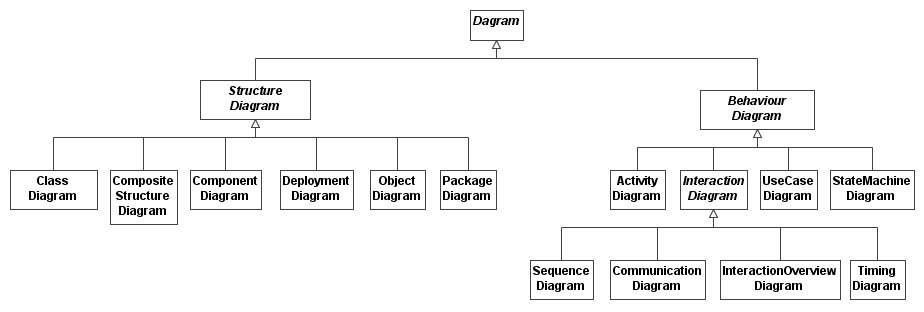 Dagram
Structure
Diagram
Behaviour
Diagram
Class
Diagram
Composite
Structure
Diagram
Component
Diagram
Deployment
Diagram
Object
Diagram
Package
Diagram
Activity
Diagram
Interaction
Diagram
UseCase
Diagram
StateMachine
Diagram
Sequence
Diagram
Communication
Diagram
InteractionOverview
Diagram
Timing
Diagram